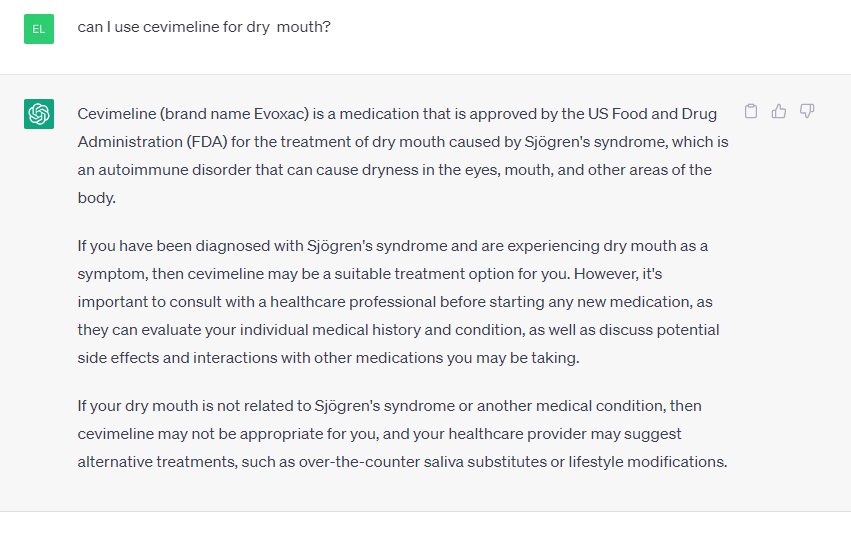 EL
can I use cevimeline for dry  mouth?
Cevimeline (brand name Evoxac) is a medication that is approved by the US Food and Drug
Administration (FDA) for the treatment of dry mouth caused by Sjögren's syndrome, which is
an autoimmune disorder that can cause dryness in the eyes, mouth, and other areas of the
body.
If you have been diagnosed with Sjögren's syndrome and are experiencing dry mouth as a
symptom, then cevimeline may be a suitable treatment option for you. However, it's
important to consult with a healthcare professional before starting any new medication, as
they can evaluate your individual medical history and condition, as well as discuss potential
side effects and interactions with other medications you may be taking.
If your dry mouth is not related to Sjögren's syndrome or another medical condition, then
cevimeline may not be appropriate for you, and your healthcare provider may suggest
alternative treatments, such as over-the-counter saliva substitutes or lifestyle modifications.